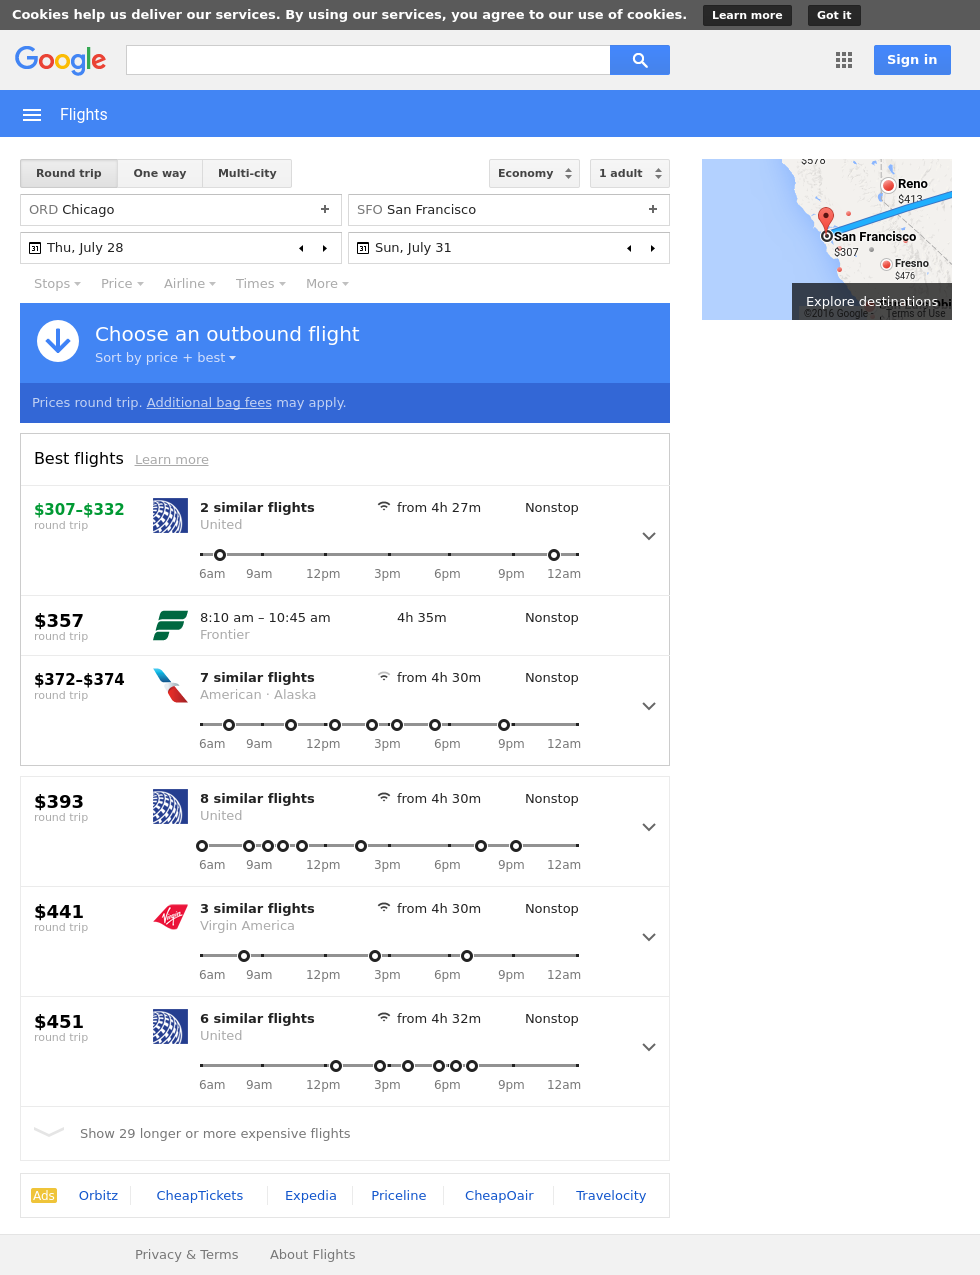 Cookies help us deliver our services. By using our services, you agree to our use of cookies. Learn more Got it
Google
Sign in
Flights
Round trip One way Multi-city Economy 1 adult
ORD Chicago + SFO San Francisco +
31 Thu, July 28 31 Sun, July 31
Stops Price Airline Times More
$578
Reno
$413
San Francisco
$307
Fresno
$476
Explore destinations
©2016 Google Terms of Use
Choose an outbound flight
Sort by price + best
Prices round trip. Additional bag fees may apply.
Best flights Learn more
$307–$332 2 similar flights from 4h 27m Nonstop
round trip United
6am 9am 12pm 3pm 6pm 9pm 12am
$357 8:10 am – 10:45 am 4h 35m Nonstop
round trip Frontier
$372–$374 7 similar flights from 4h 30m Nonstop
round trip American · Alaska
6am 9am 12pm 3pm 6pm 9pm 12am
$393 8 similar flights from 4h 30m Nonstop
round trip United
6am 9am 12pm 3pm 6pm 9pm 12am
$441 Virgin 3 similar flights from 4h 30m Nonstop
round trip Virgin America
6am 9am 12pm 3pm 6pm 9pm 12am
$451 6 similar flights from 4h 32m Nonstop
round trip United
6am 9am 12pm 3pm 6pm 9pm 12am
Show 29 longer or more expensive flights
Ads Orbitz CheapTickets Expedia Priceline CheapOair Travelocity
Privacy & Terms About Flights